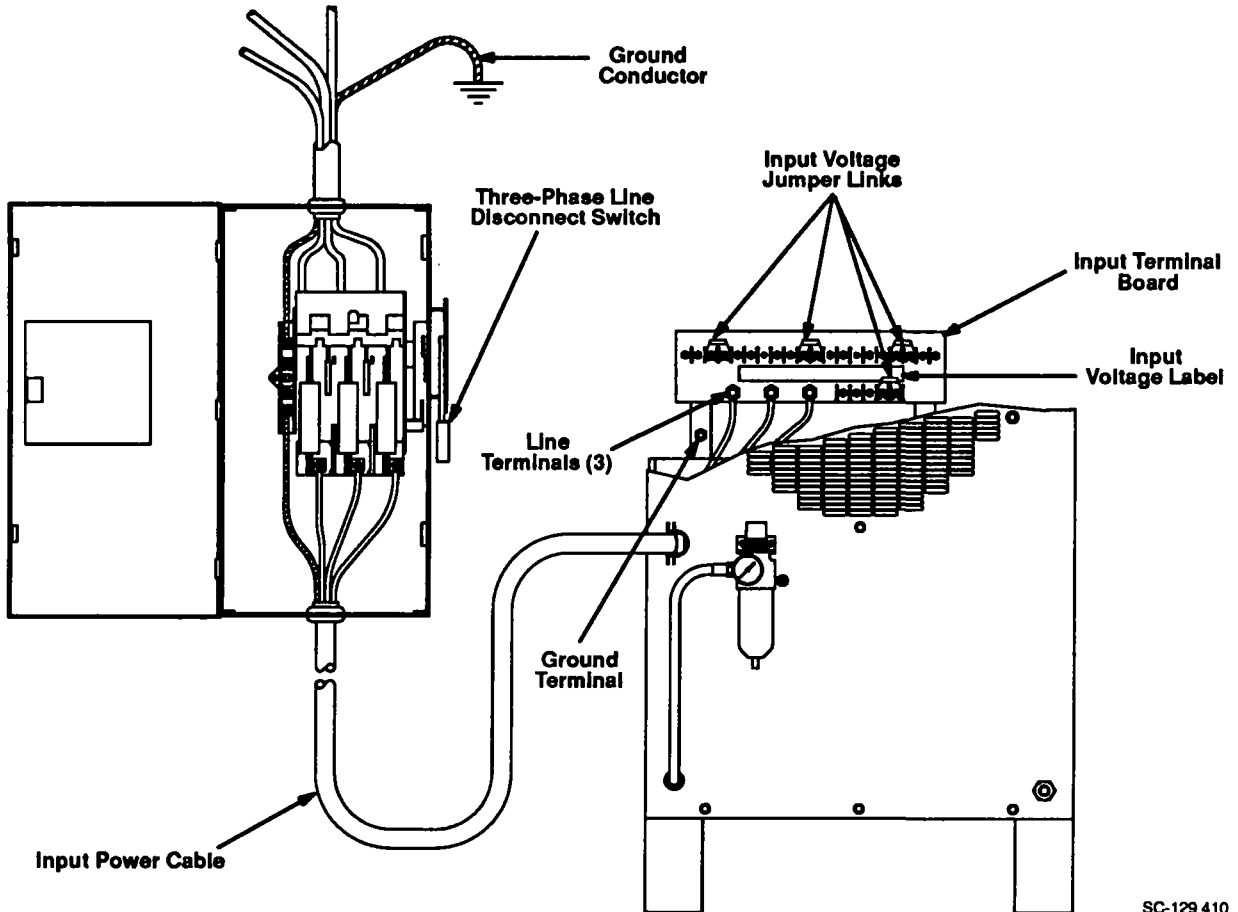 Ground
Conductor
Input Voltage
Jumper Links
Three-Phase Line
Disconnect Switch
Input Terminal
Board
Input
Voltage Label
Line
Terminals (3)
Ground
Terminal
Input Power Cable
SC-129 410